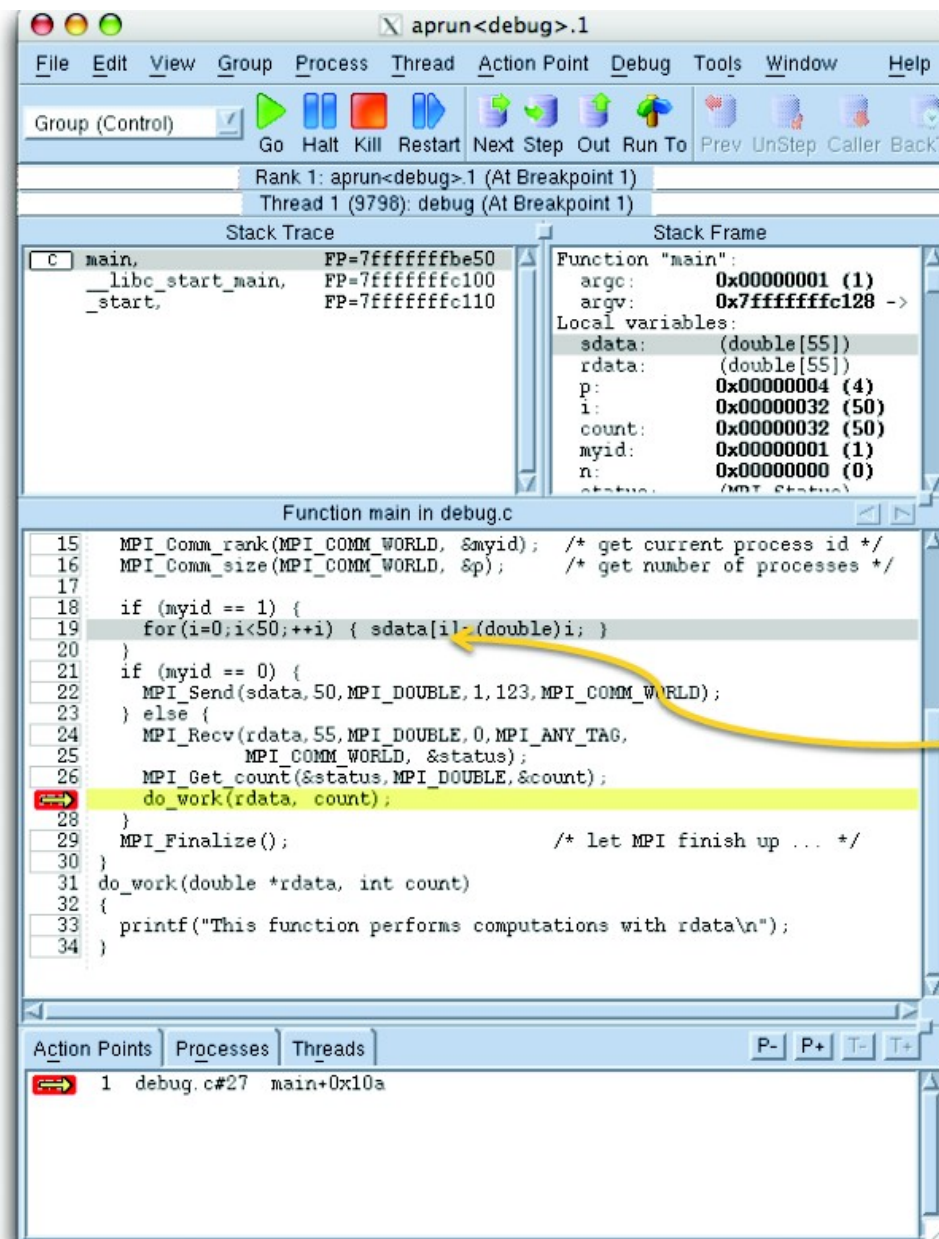 aprun<debug>.1
File Edit View Group Process Thread Action Point Debug Tools Window Help
Group (Control) Go Halt Kill Restart Next Step Out Run To Prev UnStep Caller
Rank 1: aprun<debug>.1 (At Breakpoint 1)
Thread 1 (9798): debug (At Breakpoint 1)
Stack Trace
C main, FP=7fffffffbe50
__libc_start_main, FP=7fffffffc100
_start, FP=7fffffffc110
Stack Frame
Function "main":
argc: 0x00000001 (1)
argv: 0x7fffffffc128 ->
Local variables:
sdata: (double[55])
rdata: (double[55])
p: 0x00000004 (4)
i: 0x00000032 (50)
count: 0x00000032 (50)
myid: 0x00000001 (1)
n: 0x00000000 (0)
Function main in debug.c
15 MPI_Comm_rank(MPI_COMM_WORLD, &myid); /* get current process id */
16 MPI_Comm_size(MPI_COMM_WORLD, &p); /* get number of processes */
17
18 if (myid == 1) {
19 for(i=0;i<50;++i) { sdata[i]=(double)i; }
20 }
21 if (myid == 0) {
22 MPI_Send(sdata,50,MPI_DOUBLE,1,123,MPI_COMM_WORLD);
23 } else {
24 MPI_Recv(rdata,55,MPI_DOUBLE,0,MPI_ANY_TAG,
25 MPI_COMM_WORLD, &status);
26 MPI_Get_count(&status,MPI_DOUBLE,&count);
do_work(rdata, count);
28 }
29 MPI_Finalize(); /* let MPI finish up ... */
30 }
31 do_work(double *rdata, int count)
32 {
33 printf("This function performs computations with rdata\n");
34 }
Action Points Processes Threads P- P+ T- T+
1 debug.c#27 main+0x10a